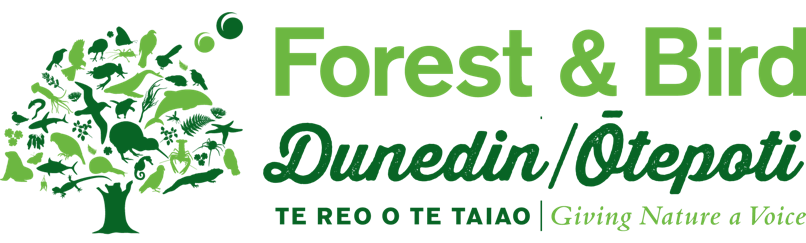 Forest & Bird
Dunedin/Ōtepoti
TE REO O TE TAIAO | Giving Nature a Voice